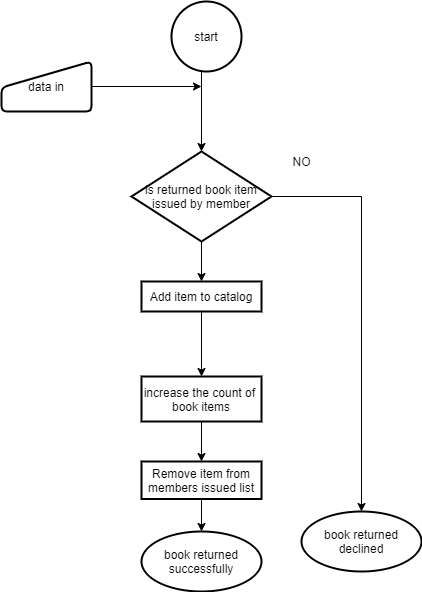 start
data in
NO
is returned book item
issued by member
Add item to catalog
increase the count of
book items
Remove item from
members issued list
book returned
declined
book returned
successfully